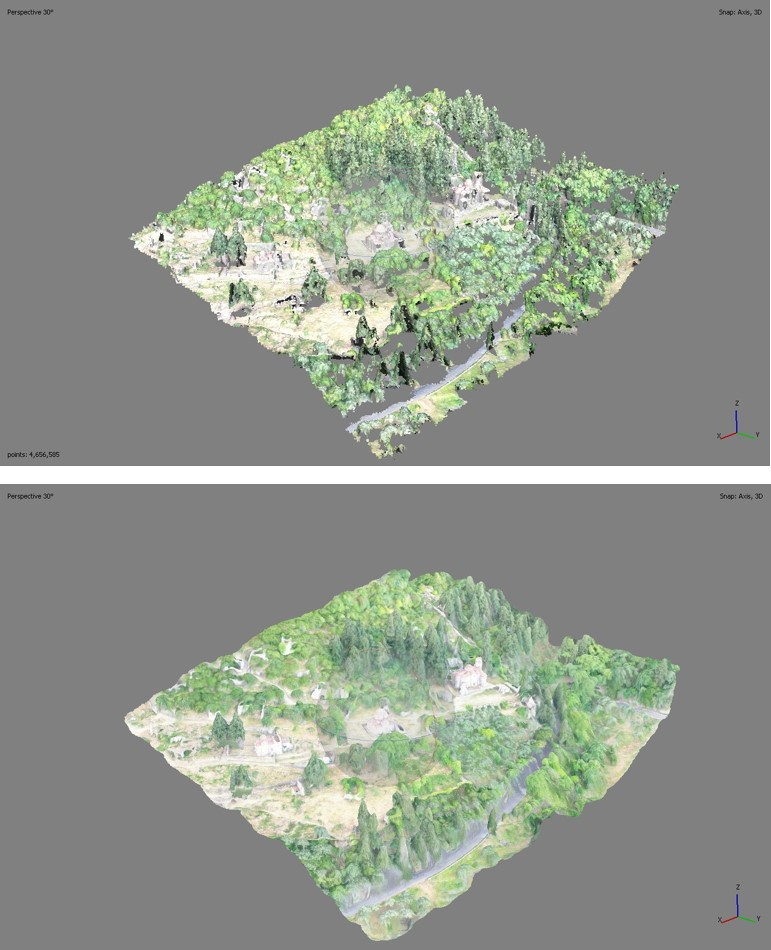 Perspective 30°
Snap: Axis, 3D
Z
X
Y
points: 4,656,585
Perspective 30°
Snap: Axis, 3D
Z
X
Y